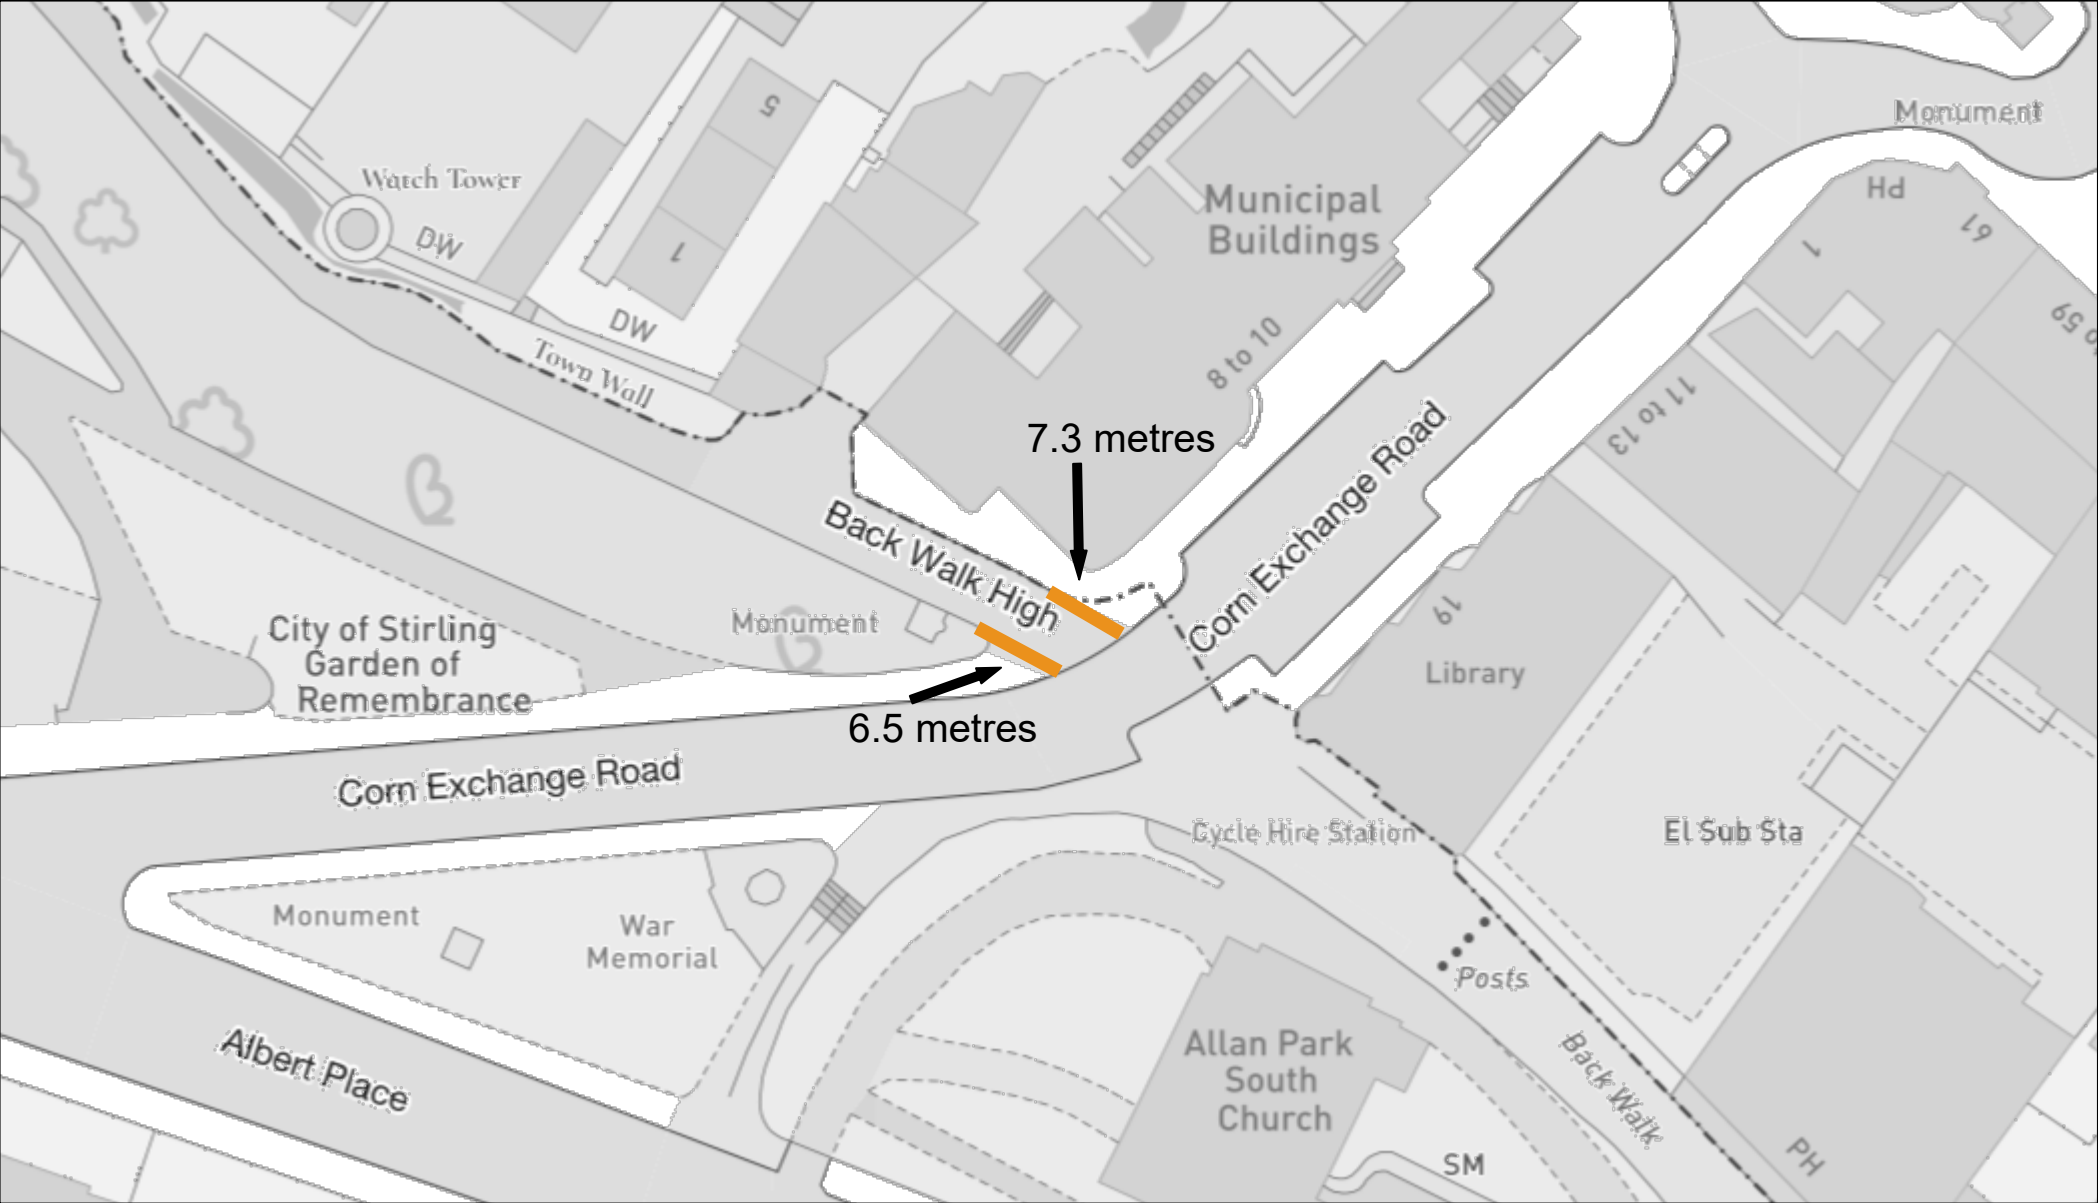 Monument
5
Watch Tower
PH
Municipal
Buildings
61
DW
1
1
59
DW
8 to 10
Town Wall
11 to 13
7.3 metres
Corn Exchange Road
Back Walk High
19
Monument
City of Stirling
Garden of
Remembrance
Library
6.5 metres
Corn Exchange Road
Cycle Hire Station
El Sub Sta
Monument
War
Memorial
Posts
Albert Place
Allan Park
South
Church
Back Walk
SM
PH